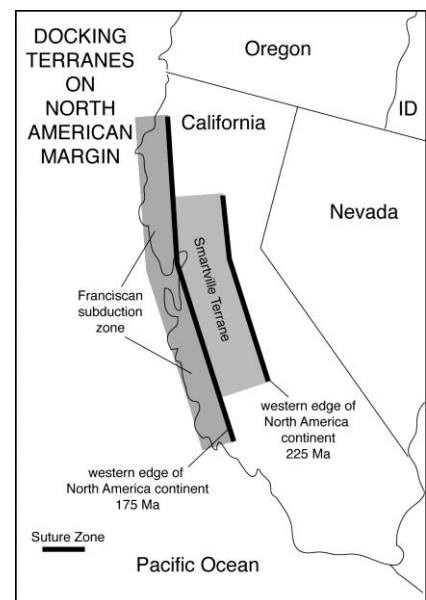 DOCKING
TERRANES
ON
NORTH
AMERICAN
MARGIN
Oregon
ID
California
Nevada
Smartville Terrane
Franciscan
subduction
zone
western edge of
North America
continent
225 Ma
western edge of
North America continent
175 Ma
Suture Zone
Pacific Ocean